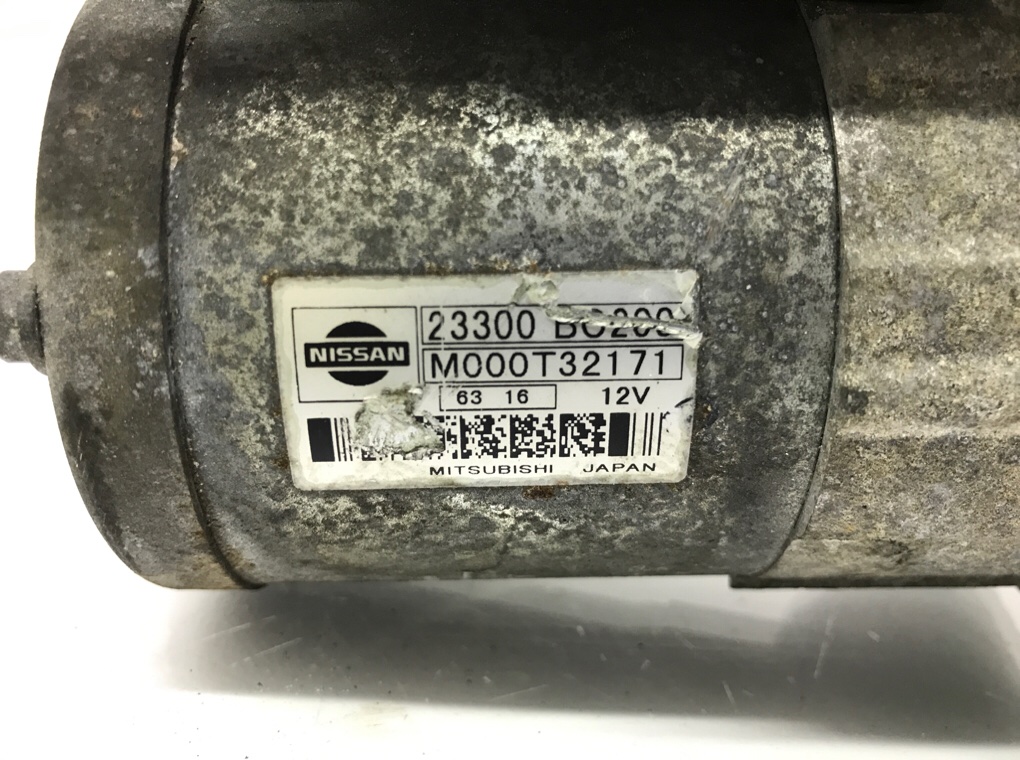 NISSAN
23300
M000T32171
63 16
12V
MITSUBISHI JAPAN